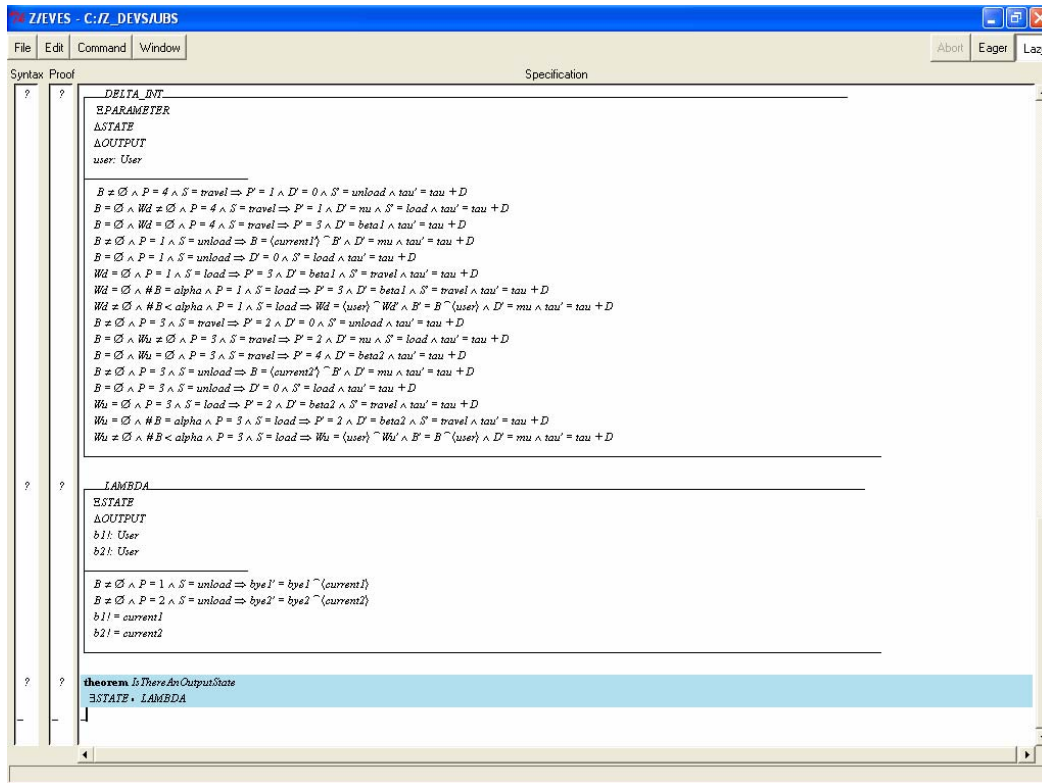 Z/EVES - C:/Z_DEVS/UBS
File Edit Command Window Abort Eager Lazy
Syntax Proof Specification
? ? DELTA_INT
ΞPARAMETER
ΔSTATE
ΔOUTPUT
user: User
B ≠ ∅ ∧ P = 4 ∧ S = travel ⇒ P' = 1 ∧ D' = 0 ∧ S' = unload ∧ tau' = tau + D
B = ∅ ∧ Wd ≠ ∅ ∧ P = 4 ∧ S = travel ⇒ P' = 1 ∧ D' = nu ∧ S' = load ∧ tau' = tau + D
B = ∅ ∧ Wd = ∅ ∧ P = 4 ∧ S = travel ⇒ P' = 3 ∧ D' = beta1 ∧ tau' = tau + D
B ≠ ∅ ∧ P = 1 ∧ S = unload ⇒ B = ⟨current1'⟩ ⌢ B' ∧ D' = mu ∧ tau' = tau + D
B = ∅ ∧ P = 1 ∧ S = unload ⇒ D' = 0 ∧ S' = load ∧ tau' = tau + D
Wd = ∅ ∧ P = 1 ∧ S = load ⇒ P' = 3 ∧ D' = beta1 ∧ S' = travel ∧ tau' = tau + D
Wd = ∅ ∧ #B = alpha ∧ P = 1 ∧ S = load ⇒ P' = 3 ∧ D' = beta1 ∧ S' = travel ∧ tau' = tau + D
Wd ≠ ∅ ∧ #B < alpha ∧ P = 1 ∧ S = load ⇒ Wd = ⟨user⟩ ⌢ Wd' ∧ B' = B ⌢ ⟨user⟩ ∧ D' = mu ∧ tau' = tau + D
B ≠ ∅ ∧ P = 3 ∧ S = travel ⇒ P' = 2 ∧ D' = 0 ∧ S' = unload ∧ tau' = tau + D
B = ∅ ∧ Wu ≠ ∅ ∧ P = 3 ∧ S = travel ⇒ P' = 2 ∧ D' = nu ∧ S' = load ∧ tau' = tau + D
B = ∅ ∧ Wu = ∅ ∧ P = 3 ∧ S = travel ⇒ P' = 4 ∧ D' = beta2 ∧ tau' = tau + D
B ≠ ∅ ∧ P = 3 ∧ S = unload ⇒ B = ⟨current2'⟩ ⌢ B' ∧ D' = mu ∧ tau' = tau + D
B = ∅ ∧ P = 3 ∧ S = unload ⇒ D' = 0 ∧ S' = load ∧ tau' = tau + D
Wu = ∅ ∧ P = 3 ∧ S = load ⇒ P' = 2 ∧ D' = beta2 ∧ S' = travel ∧ tau' = tau + D
Wu = ∅ ∧ #B = alpha ∧ P = 3 ∧ S = load ⇒ P' = 2 ∧ D' = beta2 ∧ S' = travel ∧ tau' = tau + D
Wu ≠ ∅ ∧ #B < alpha ∧ P = 3 ∧ S = load ⇒ Wu = ⟨user⟩ ⌢ Wu' ∧ B' = B ⌢ ⟨user⟩ ∧ D' = mu ∧ tau' = tau + D
? ? LAMBDA
ΞSTATE
ΔOUTPUT
b1!: User
b2!: User
B ≠ ∅ ∧ P = 1 ∧ S = unload ⇒ bye1' = bye1 ⌢ ⟨current1⟩
B ≠ ∅ ∧ P = 2 ∧ S = unload ⇒ bye2' = bye2 ⌢ ⟨current2⟩
b1! = current1
b2! = current2
? ? theorem IsThereAnOutputState
∃STATE • LAMBDA